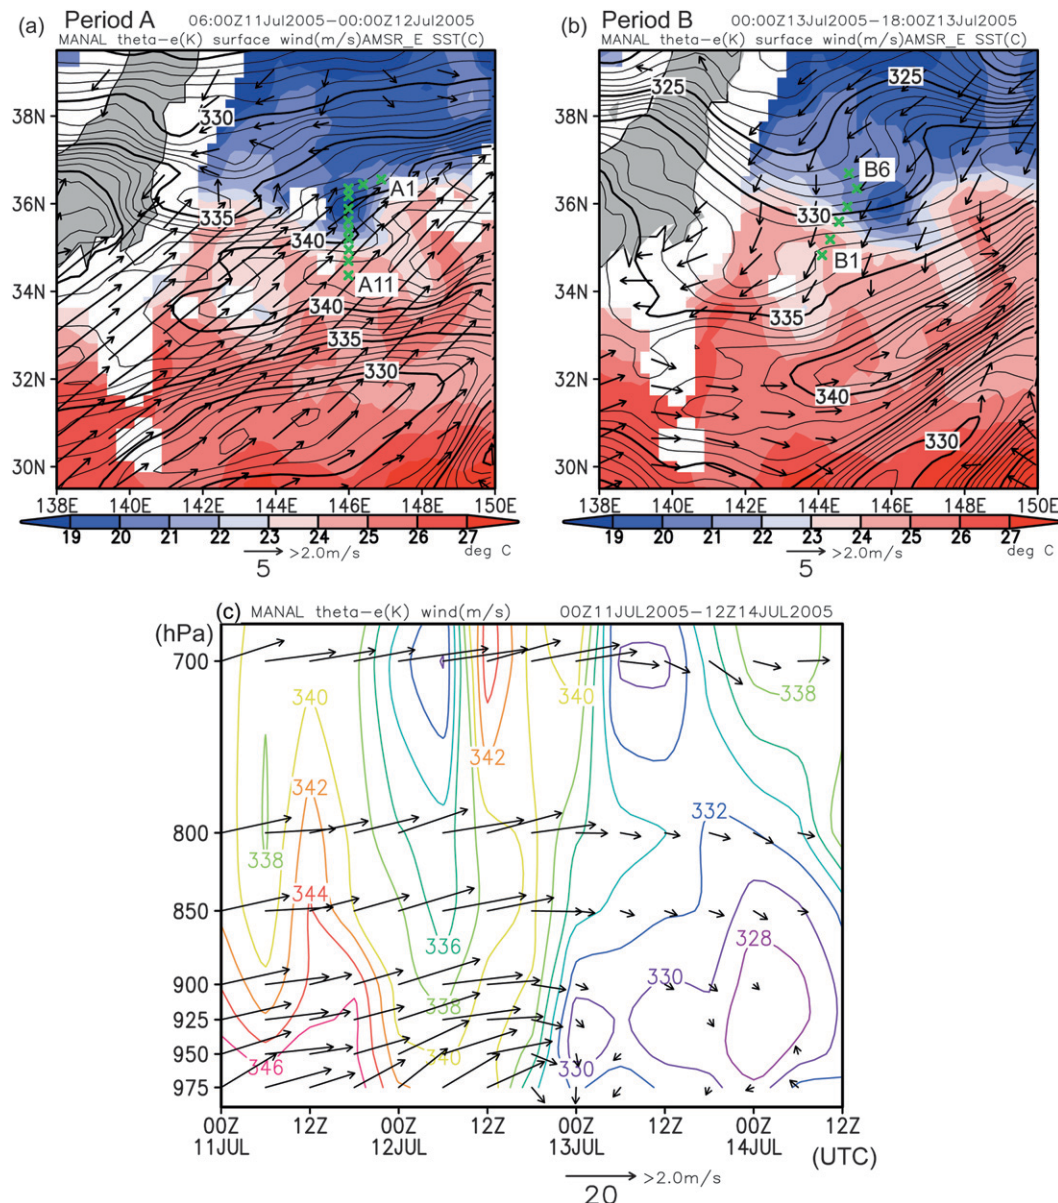 (a) Period A 06:00Z11Jul2005−00:00Z12Jul2005
MANAL theta−e(K) surface wind(m/s)AMSR_E SST(C)
38N
36N
34N
32N
30N
330
335
340
A1
A11
340
335
330
138E 140E 142E 144E 146E 148E 150E
19 20 21 22 23 24 25 26 27
deg C
>2.0m/s
5
(b) Period B 00:00Z13Jul2005−18:00Z13Jul2005
MANAL theta−e(K) surface wind(m/s)AMSR_E SST(C)
38N
36N
34N
32N
30N
325
325
B6
330
B1
335
340
330
138E 140E 142E 144E 146E 148E 150E
19 20 21 22 23 24 25 26 27
deg C
>2.0m/s
5
(c) MANAL theta−e(K) wind(m/s) 00Z11JUL2005−12Z14JUL2005
(hPa)
700
800
850
900
925
950
975
340
340
338
342
342
332
338
344
336
328
330
338
340
346
330
00Z 12Z 00Z 12Z 00Z 12Z 00Z 12Z
11JUL 12JUL 13JUL 14JUL
(UTC)
>2.0m/s
20